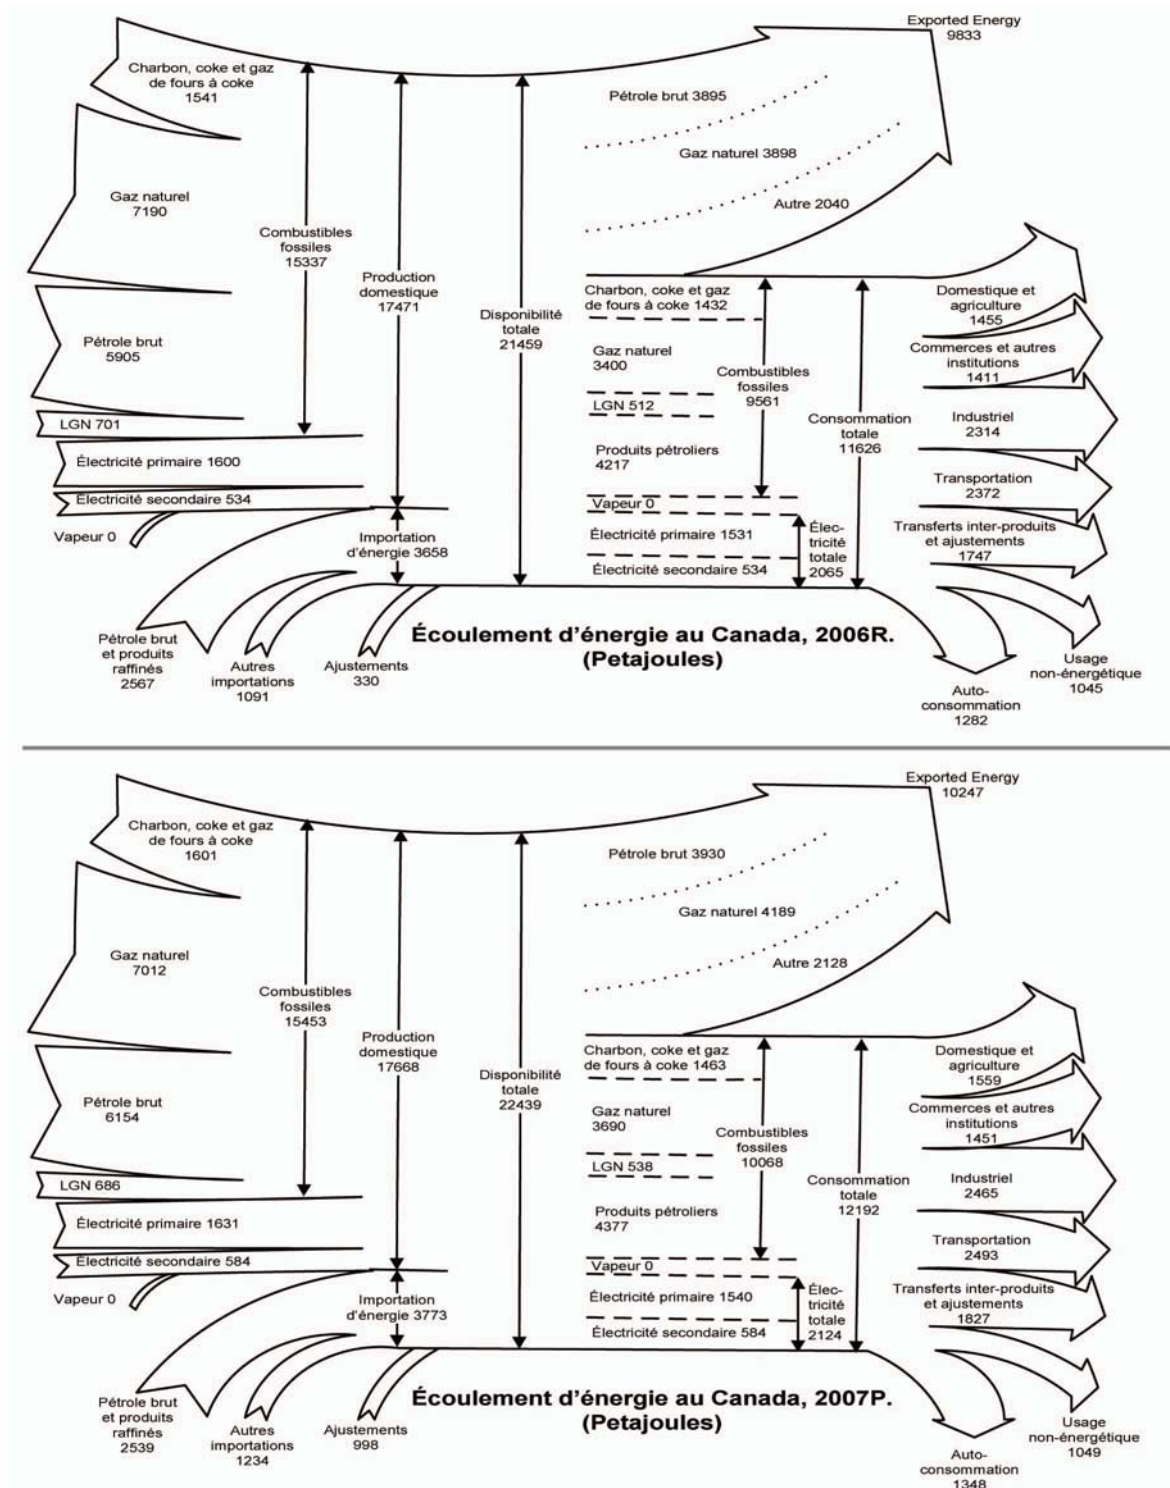 Exported Energy
9833
Charbon, coke et gaz
de fours à coke
1541
Pétrole brut 3895
Gaz naturel 3898
Gaz naturel
7190
Autre 2040
Combustibles
fossiles
15337
Production
domestique
17471
Disponibilité
totale
21459
Charbon, coke et gaz
de fours à coke 1432
Domestique et
agriculture
1455
Pétrole brut
5905
Gaz naturel
3400
Combustibles
fossiles
9561
Commerces et autres
institutions
1411
LGN 701
LGN 512
Consommation
totale
11626
Industriel
2314
Électricité primaire 1600
Produits pétroliers
4217
Transportation
2372
Électricité secondaire 534
Vapeur 0
Vapeur 0
Importation
d'énergie 3658
Électricité primaire 1531
Élec-
tricité
totale
2065
Transferts inter-produits
et ajustements
1747
Électricité secondaire 534
Écoulement d'énergie au Canada, 2006R.
(Petajoules)
Pétrole brut
et produits
raffinés
2567
Autres
importations
1091
Ajustements
330
Usage
non-énergétique
1045
Auto-
consommation
1282
Exported Energy
10247
Charbon, coke et gaz
de fours à coke
1601
Pétrole brut 3930
Gaz naturel 4189
Gaz naturel
7012
Autre 2128
Combustibles
fossiles
15453
Production
domestique
17668
Disponibilité
totale
22439
Charbon, coke et gaz
de fours à coke 1463
Domestique et
agriculture
1559
Pétrole brut
6154
Gaz naturel
3690
Combustibles
fossiles
10068
Commerces et autres
institutions
1451
LGN 686
LGN 538
Consommation
totale
12192
Industriel
2465
Électricité primaire 1631
Produits pétroliers
4377
Transportation
2493
Électricité secondaire 584
Vapeur 0
Vapeur 0
Importation
d'énergie 3773
Électricité primaire 1540
Élec-
tricité
totale
2124
Transferts inter-produits
et ajustements
1827
Électricité secondaire 584
Écoulement d'énergie au Canada, 2007P.
(Petajoules)
Pétrole brut
et produits
raffinés
2539
Autres
importations
1234
Ajustements
998
Usage
non-énergétique
1049
Auto-
consommation
1348